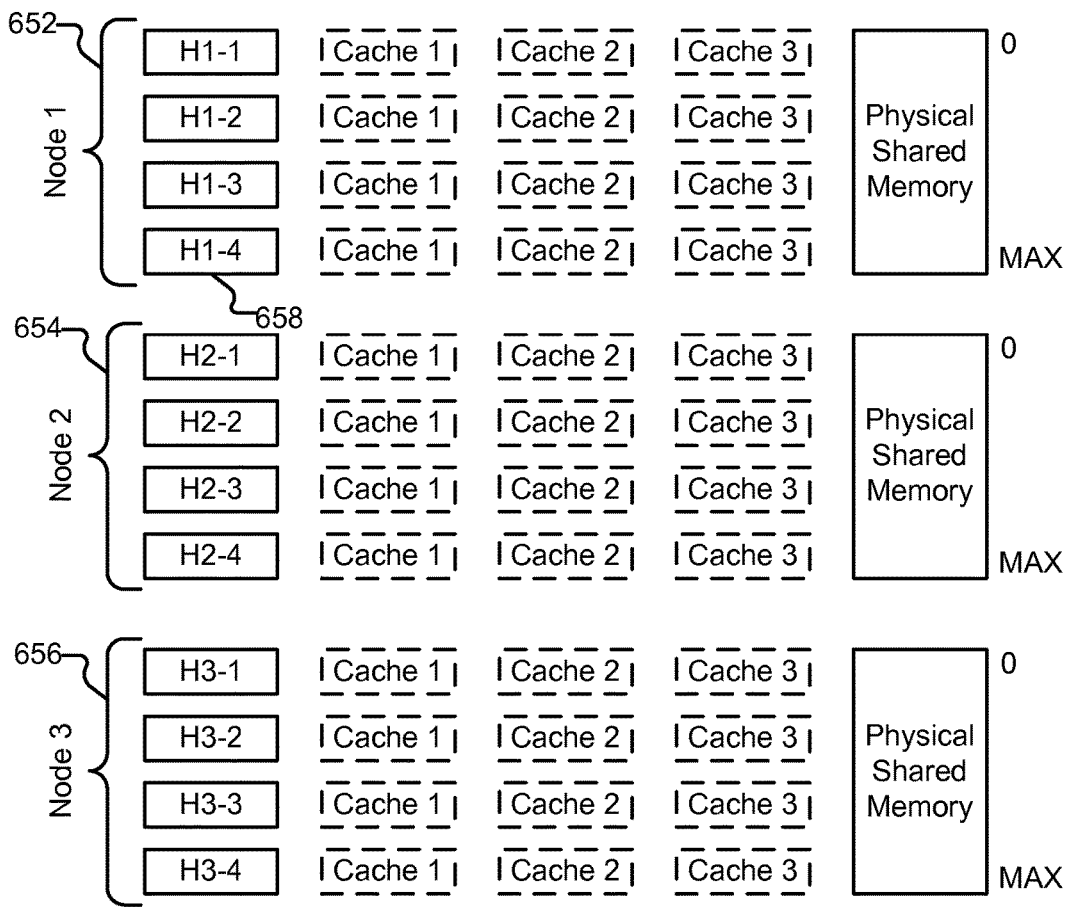 652
H1-1 Cache 1 Cache 2 Cache 3 0
H1-2 Cache 1 Cache 2 Cache 3
Node 1
Physical
Shared
Memory
H1-3 Cache 1 Cache 2 Cache 3
H1-4 Cache 1 Cache 2 Cache 3 MAX
658
654
H2-1 Cache 1 Cache 2 Cache 3 0
H2-2 Cache 1 Cache 2 Cache 3
Node 2
Physical
Shared
Memory
H2-3 Cache 1 Cache 2 Cache 3
H2-4 Cache 1 Cache 2 Cache 3 MAX
656
H3-1 Cache 1 Cache 2 Cache 3 0
H3-2 Cache 1 Cache 2 Cache 3
Node 3
Physical
Shared
Memory
H3-3 Cache 1 Cache 2 Cache 3
H3-4 Cache 1 Cache 2 Cache 3 MAX